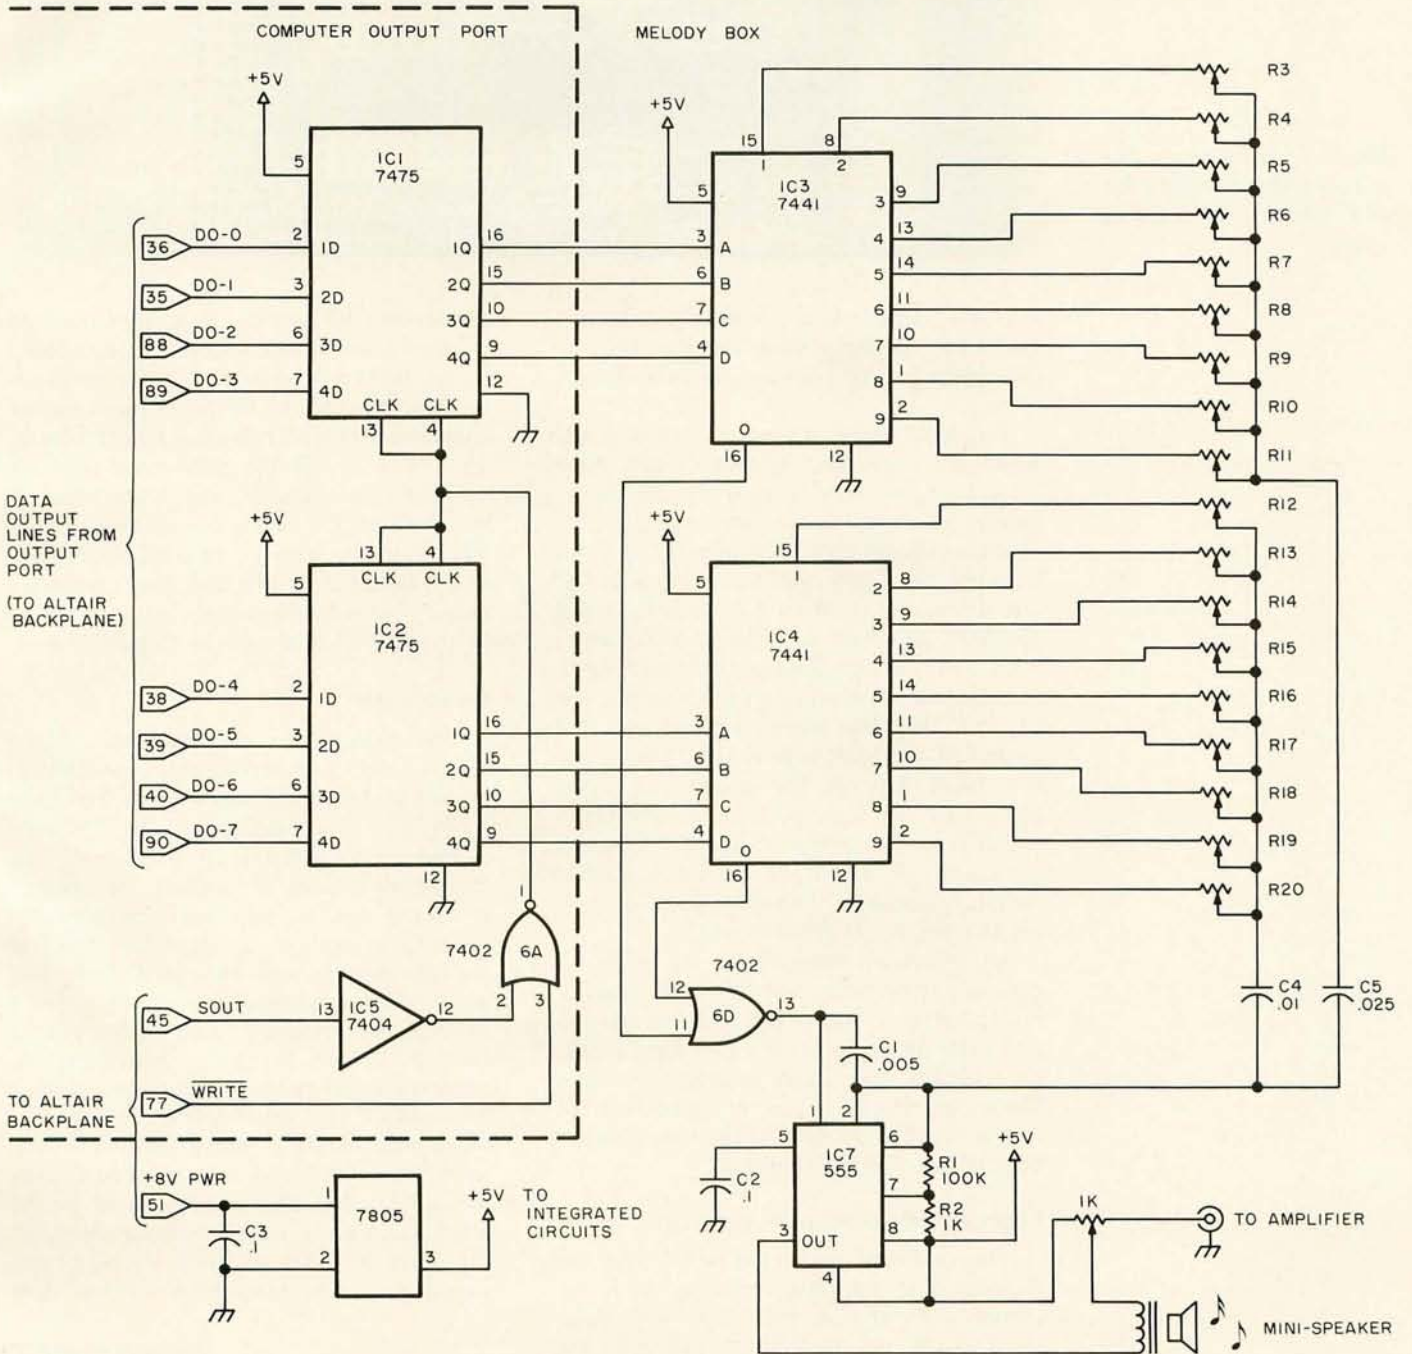 COMPUTER OUTPUT PORT
MELODY BOX
+5V
5
IC1
7475
36 DO-0 2 1D
35 DO-1 3 2D
88 DO-2 6 3D
89 DO-3 7 4D
1Q 16
2Q 15
3Q 10
4Q 9
12
CLK CLK
13 4
DATA
OUTPUT
LINES FROM
OUTPUT
PORT
(TO ALTAIR
BACKPLANE)
+5V
5
13 4
CLK CLK
IC2
7475
38 DO-4 2 1D
39 DO-5 3 2D
40 DO-6 6 3D
90 DO-7 7 4D
1Q 16
2Q 15
3Q 10
4Q 9
12
7402 6A
1
2 3
45 SOUT 13 IC5 12
7404
77 WRITE
TO ALTAIR
BACKPLANE
+8V PWR
51
C3
.1
1
7805
2
3
+5V TO
INTEGRATED
CIRCUITS
+5V
5
15 8
1 2
IC3
7441
3 A
6 B
7 C
4 D
3 9
4 13
5 14
6 11
7 10
8 1
9 2
0
16 12
R3
R4
R5
R6
R7
R8
R9
R10
R11
+5V
5
15
1
IC4
7441
3 A
6 B
7 C
4 D
2 8
3 9
4 13
5 14
6 11
7 10
8 1
9 2
0
16 12
R12
R13
R14
R15
R16
R17
R18
R19
R20
7402
12
11
6D 13
C1
.005
C4
.01
C5
.025
1 2
5
IC7
555
6
7
8
3 OUT
4
C2
.1
R1
100K
R2
1K
+5V
1K
TO AMPLIFIER
MINI-SPEAKER